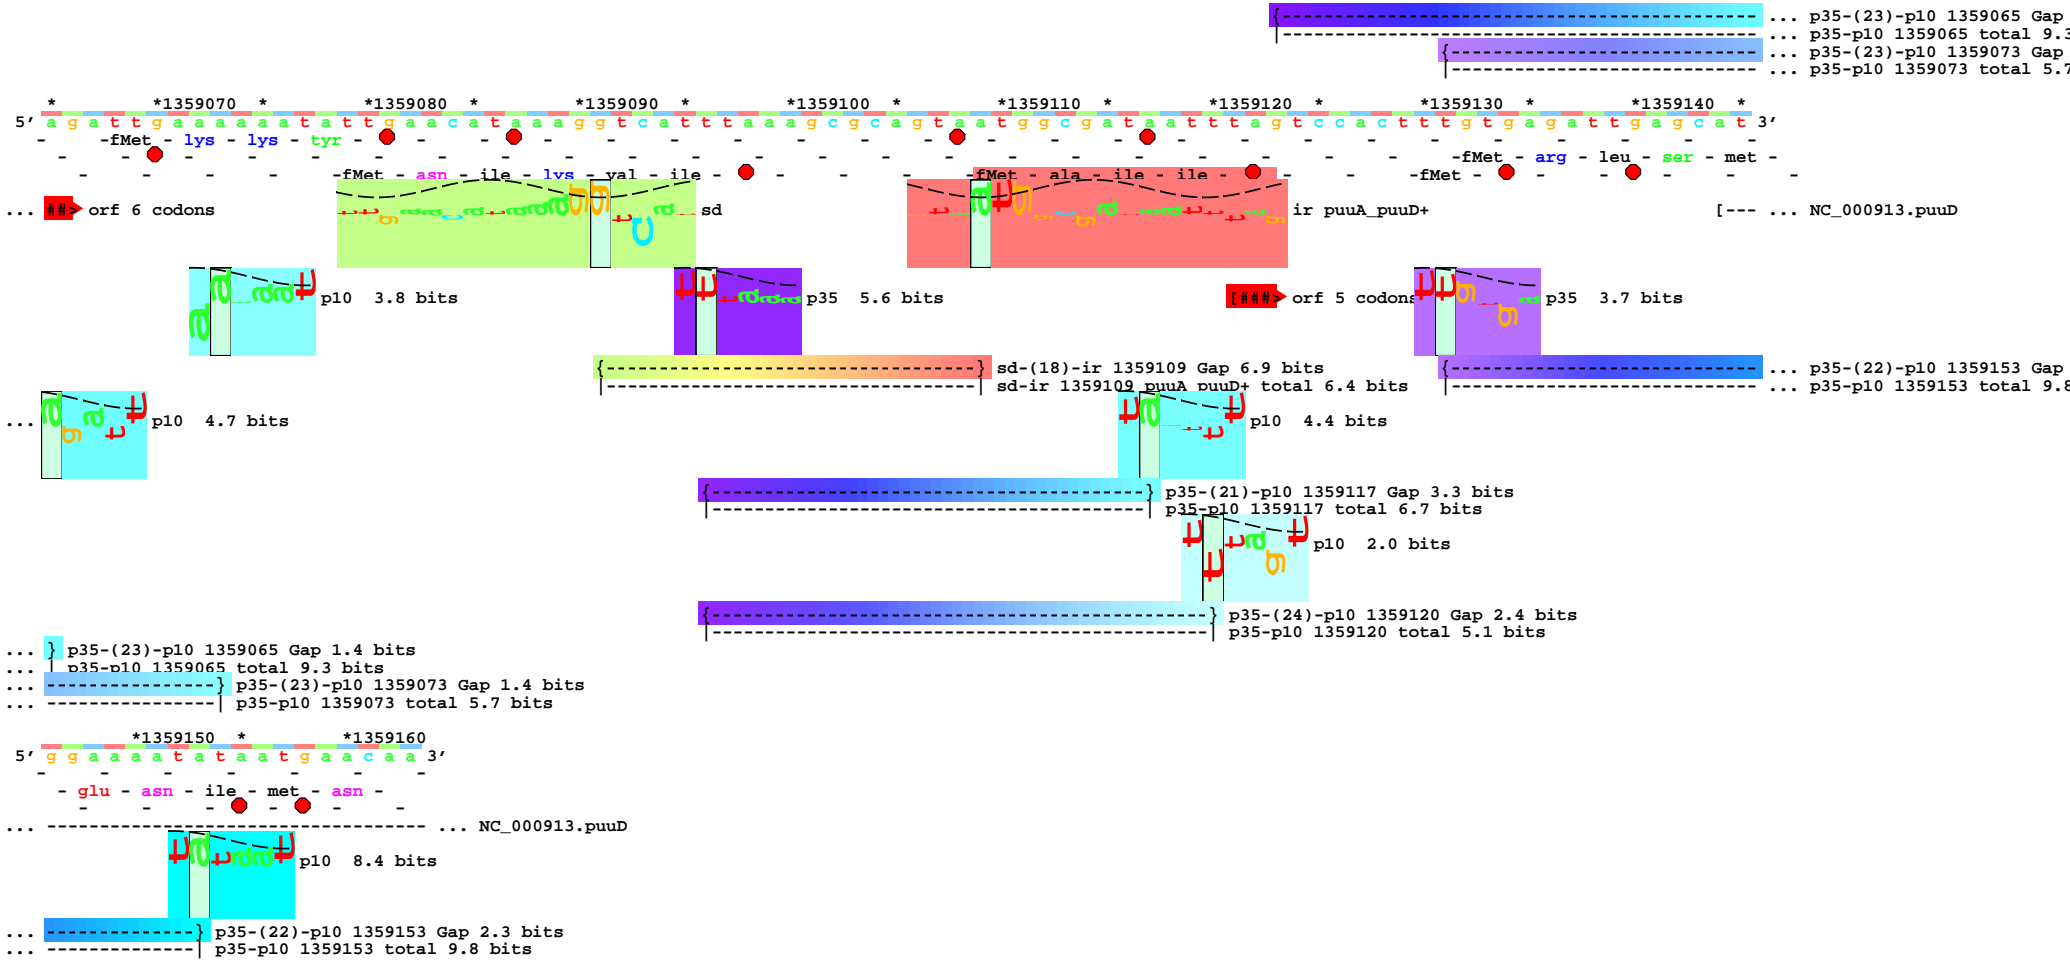 {----------------------- ... p35-(23)-p10 1359065 Gap
|----------------------- ... p35-p10 1359065 total 9.3
{--------------- ... p35-(23)-p10 1359073 Gap
|--------------- ... p35-p10 1359073 total 5.7
* *1359070 * *1359080 * *1359090 * *1359100 * *1359110 * *1359120 * *1359130 * *1359140 *
5' a g a t t g a a a a a a t a t t g a a c a t a a a g g t c a t t t a a a g c g c a g t a a t g g c g a t a a t t t a g t c c a c t t t g t g a g a t t g a g c a t 3'
- -fMet - lys - lys - tyr - - - - - - - - - - - - - - - - - - - -
- - - - - - - - - - - - - - - - - - - - -fMet - arg - leu - ser - met -
- - - - -fMet - asn - ile - lys - val - ile - - - - -fMet - ala - ile - ile - - - -fMet - - - - -
... ##> orf 6 codons
sd
ir puuA_puuD+
[--- ... NC_000913.puuD
p10 3.8 bits
p35 5.6 bits
[###> orf 5 codons
p35 3.7 bits
{------------------} sd-(18)-ir 1359109 Gap 6.9 bits
{--------------- ... p35-(22)-p10 1359153 Gap
|------------------| sd-ir 1359109 puuA_puuD+ total 6.4 bits
|--------------- ... p35-p10 1359153 total 9.8
... p10 4.7 bits
p10 4.4 bits
{---------------------} p35-(21)-p10 1359117 Gap 3.3 bits
|---------------------| p35-p10 1359117 total 6.7 bits
p10 2.0 bits
{------------------------} p35-(24)-p10 1359120 Gap 2.4 bits
|------------------------| p35-p10 1359120 total 5.1 bits
... } p35-(23)-p10 1359065 Gap 1.4 bits
... | p35-p10 1359065 total 9.3 bits
... ----------------} p35-(23)-p10 1359073 Gap 1.4 bits
... ----------------| p35-p10 1359073 total 5.7 bits
*1359150 * *1359160
5' g g a a a a t a t a a t g a a c a a 3'
- - - - - - -
- glu - asn - ile - met - asn -
- - - - -
... ------------------------------------ ... NC_000913.puuD
p10 8.4 bits
... --------------} p35-(22)-p10 1359153 Gap 2.3 bits
... --------------| p35-p10 1359153 total 9.8 bits